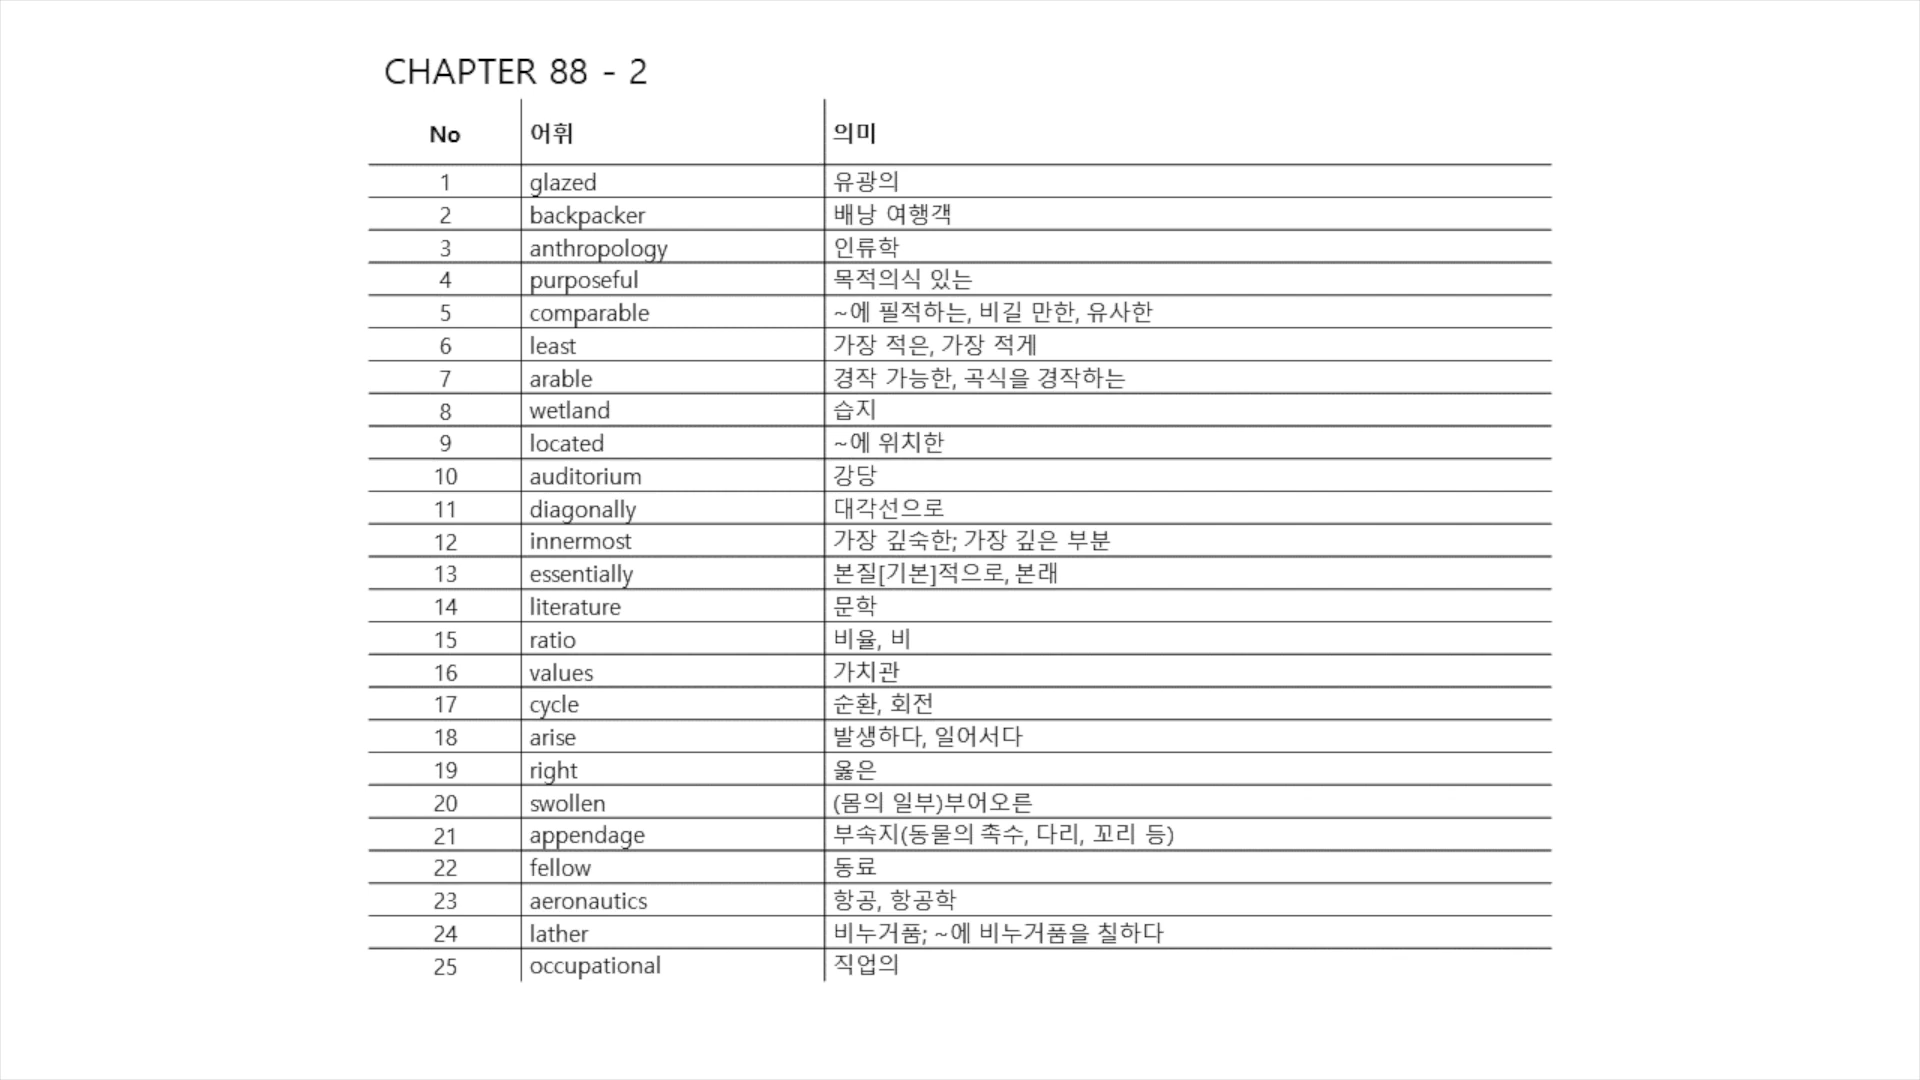 CHAPTER 88 - 2
No 어휘 의미
1 glazed 유광의
2 backpacker 배낭 여행객
3 anthropology 인류학
4 purposeful 목적의식 있는
5 comparable ~에 필적하는, 비길 만한, 유사한
6 least 가장 적은, 가장 적게
7 arable 경작 가능한, 곡식을 경작하는
8 wetland 습지
9 located ~에 위치한
10 auditorium 강당
11 diagonally 대각선으로
12 innermost 가장 깊숙한; 가장 깊은 부분
13 essentially 본질[기본]적으로, 본래
14 literature 문학
15 ratio 비율, 비
16 values 가치관
17 cycle 순환, 회전
18 arise 발생하다, 일어서다
19 right 옳은
20 swollen (몸의 일부)부어오른
21 appendage 부속지(동물의 촉수, 다리, 꼬리 등)
22 fellow 동료
23 aeronautics 항공, 항공학
24 lather 비누거품; ~에 비누거품을 칠하다
25 occupational 직업의